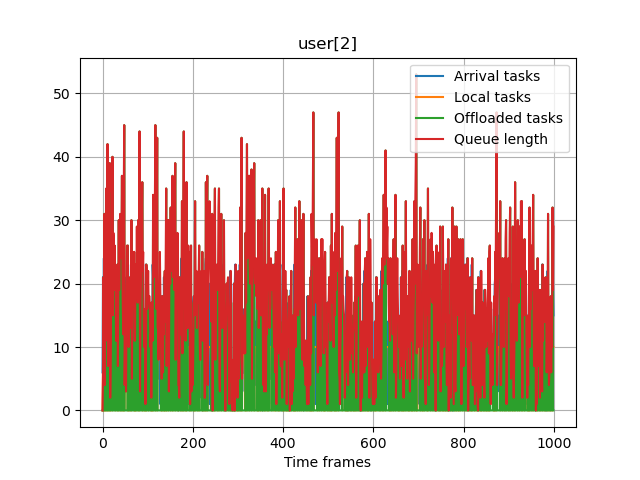 user[2]
Arrival tasks
Local tasks
Offloaded tasks
Queue length
50
40
30
20
10
0
0 200 400 600 800 1000
Time frames